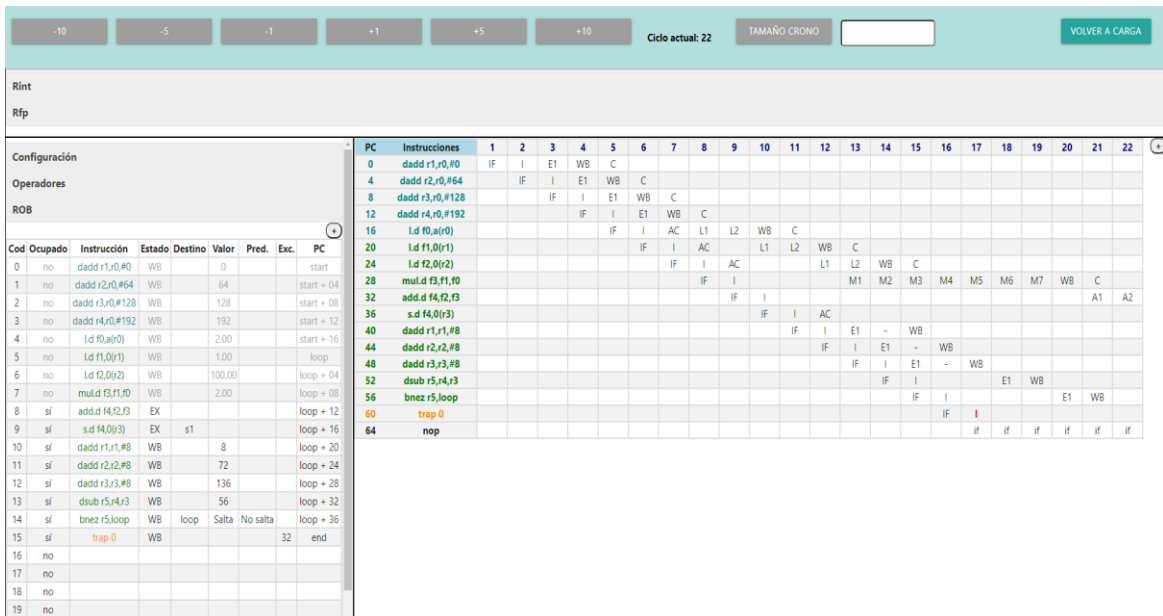 -10 -5 -1 +1 +5 +10 Ciclo actual: 22 TAMAÑO CRONO VOLVER A CARGA
Rint
Rfp
Configuración
Operadores
ROB
+
Cod Ocupado Instrucción Estado Destino Valor Pred. Exc. PC
0 no dadd r1,r0,#0 WB 0 start
1 no dadd r2,r0,#64 WB 64 start + 04
2 no dadd r3,r0,#128 WB 128 start + 08
3 no dadd r4,r0,#192 WB 192 start + 12
4 no l.d f0,a(r0) WB 2.00 start + 16
5 no l.d f1,0(r1) WB 1.00 loop
6 no l.d f2,0(r2) WB 100.00 loop + 04
7 no mul.d f3,f1,f0 WB 2.00 loop + 08
8 sí add.d f4,f2,f3 EX loop + 12
9 sí s.d f4,0(r3) EX s1 loop + 16
10 sí dadd r1,r1,#8 WB 8 loop + 20
11 sí dadd r2,r2,#8 WB 72 loop + 24
12 sí dadd r3,r3,#8 WB 136 loop + 28
13 sí dsub r5,r4,r3 WB 56 loop + 32
14 sí bnez r5,loop WB loop Salta No salta loop + 36
15 sí trap 0 WB 32 end
16 no
17 no
18 no
19 no
PC Instrucciones 1 2 3 4 5 6 7 8 9 10 11 12 13 14 15 16 17 18 19 20 21 22 +
0 dadd r1,r0,#0 IF I E1 WB C
4 dadd r2,r0,#64 IF I E1 WB C
8 dadd r3,r0,#128 IF I E1 WB C
12 dadd r4,r0,#192 IF I E1 WB C
16 l.d f0,a(r0) IF I AC L1 L2 WB C
20 l.d f1,0(r1) IF I AC L1 L2 WB C
24 l.d f2,0(r2) IF I AC L1 L2 WB C
28 mul.d f3,f1,f0 IF I M1 M2 M3 M4 M5 M6 M7 WB C
32 add.d f4,f2,f3 IF I A1 A2
36 s.d f4,0(r3) IF I AC
40 dadd r1,r1,#8 IF I E1 - WB
44 dadd r2,r2,#8 IF I E1 - WB
48 dadd r3,r3,#8 IF I E1 - WB
52 dsub r5,r4,r3 IF I E1 WB
56 bnez r5,loop IF I E1 WB
60 trap 0 IF I
64 nop if if if if if if